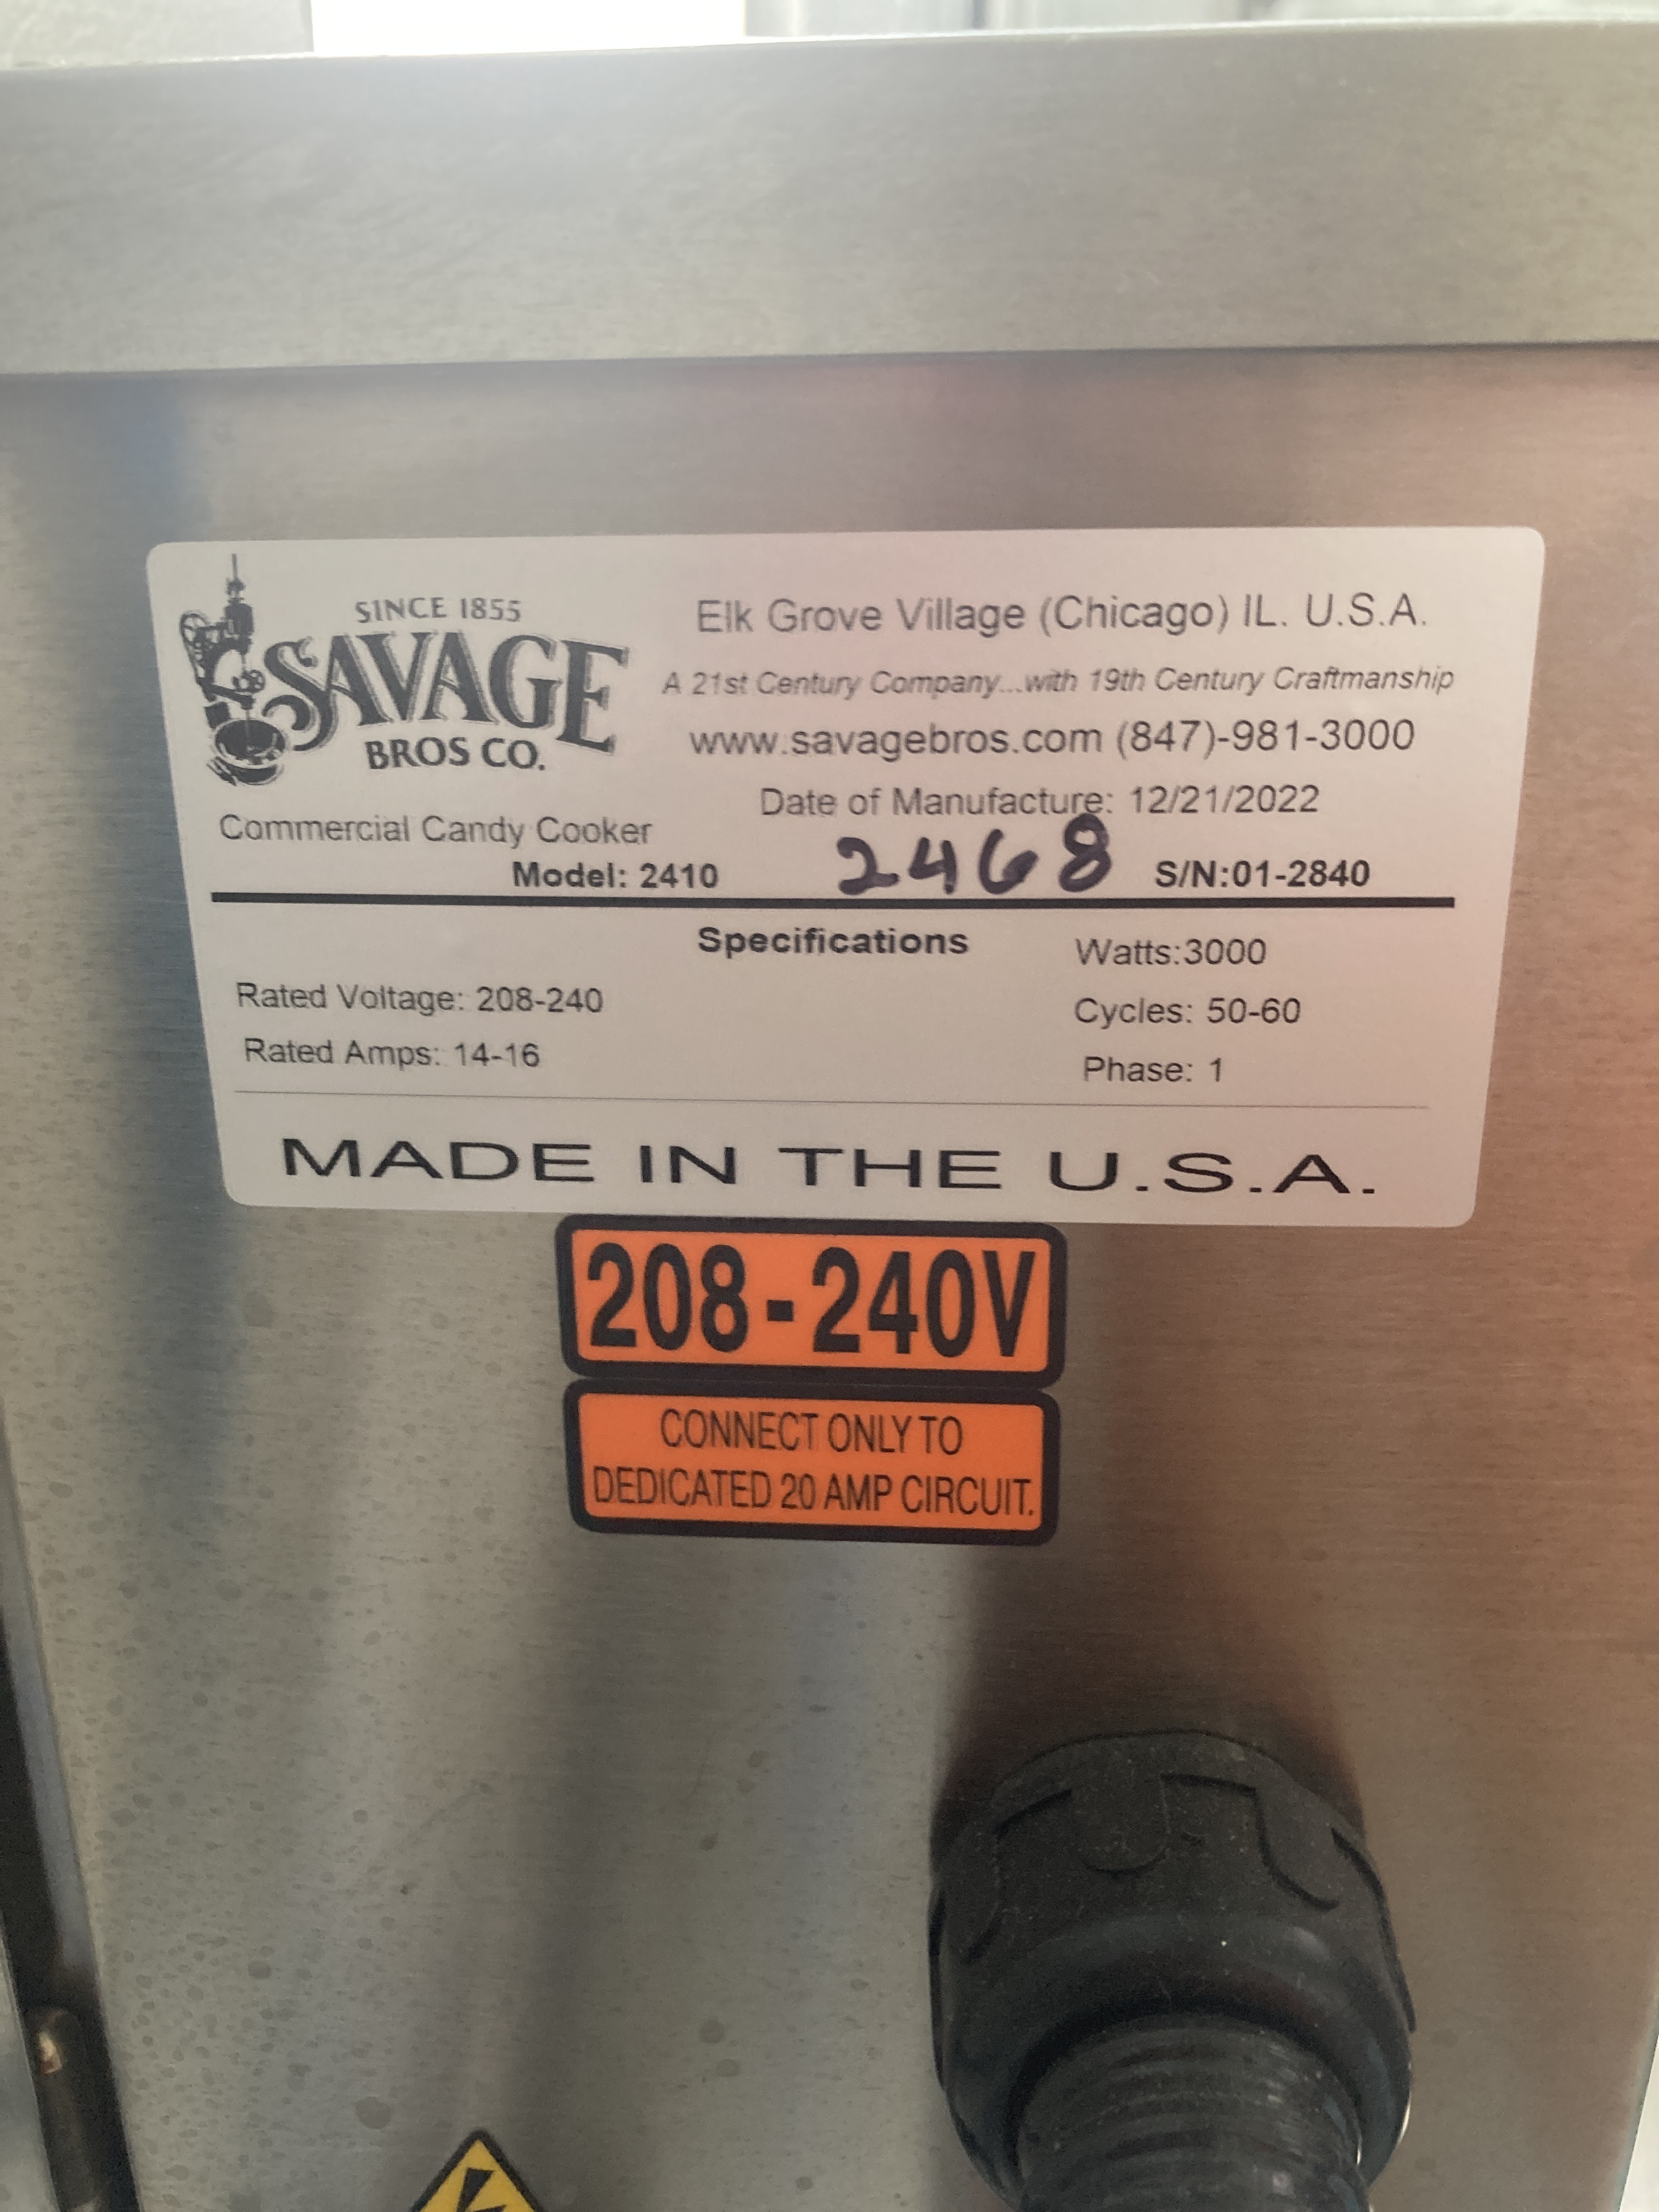 SINCE 1855
SAVAGE
BROS CO.
Elk Grove Village (Chicago) IL. U.S.A.
A 21st Century Company...with 19th Century Craftmanship
www.savagebros.com (847)-981-3000
Date of Manufacture: 12/21/2022
Commercial Candy Cooker
Model: 2410 2468 S/N:01-2840
Specifications
Watts:3000
Rated Voltage: 208-240
Cycles: 50-60
Rated Amps: 14-16
Phase: 1
MADE IN THE U.S.A.
208-240V
CONNECT ONLY TO
DEDICATED 20 AMP CIRCUIT.